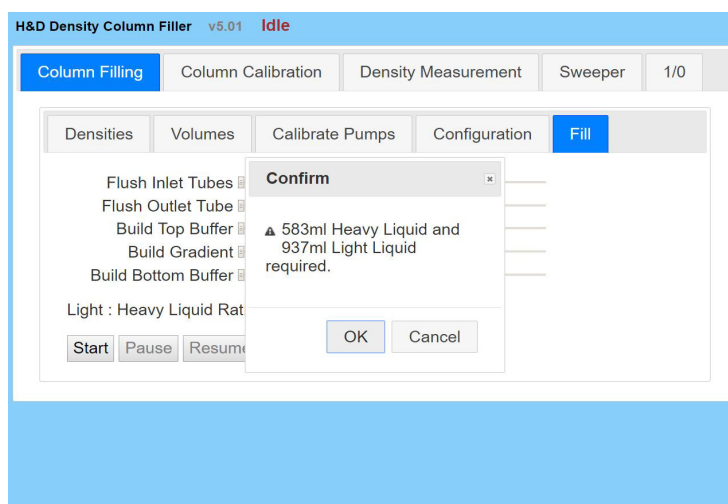 H&D Density Column Filler v5.01 Idle
Column Filling Column Calibration Density Measurement Sweeper 1/0
Densities Volumes Calibrate Pumps Configuration Fill
Flush Inlet Tubes
Flush Outlet Tube
Build Top Buffer
Build Gradient
Build Bottom Buffer
Light : Heavy Liquid Rat
Start Pause Resume
Confirm
583ml Heavy Liquid and
937ml Light Liquid
required.
OK Cancel